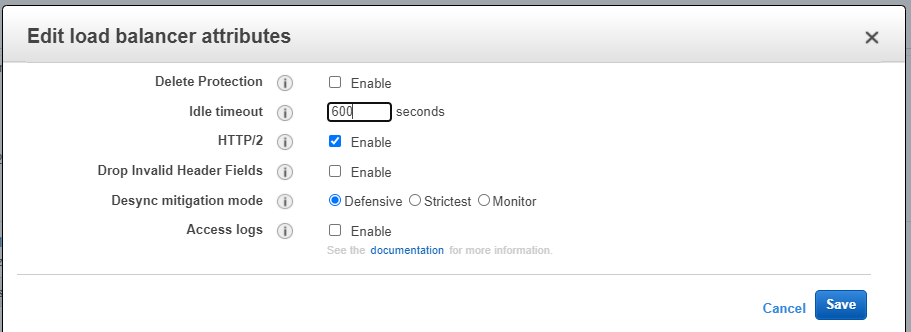 Edit load balancer attributes
Delete Protection Enable
Idle timeout 600 seconds
HTTP/2 Enable
Drop Invalid Header Fields Enable
Desync mitigation mode Defensive Strictest Monitor
Access logs Enable
See the documentation for more information.
Cancel Save